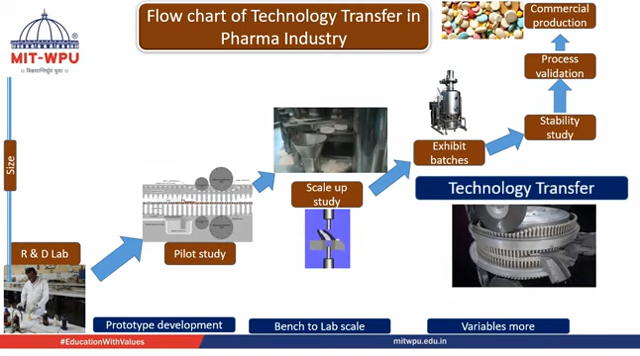 Flow chart of Technology Transfer in
Pharma Industry
MIT-WPU
Commercial
production
Process
validation
Stability
study
Exhibit
batches
Technology Transfer
Scale up
study
Size
R & D Lab
Pilot study
Prototype development
Bench to Lab scale
Variables more
#EducationWithValues
mitwpu.edu.in